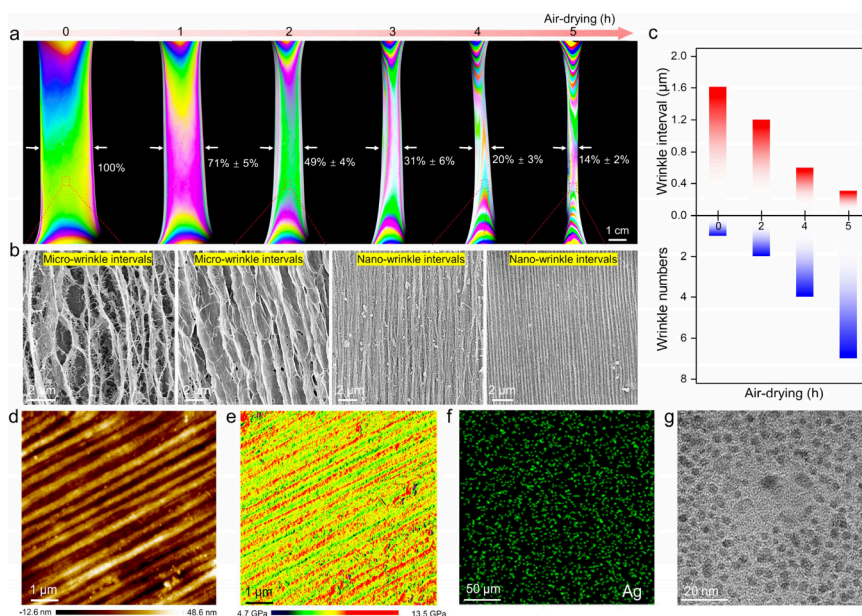 Air-drying (h)
0 1 2 3 4 5
a
100%
71% ± 5%
49% ± 4%
31% ± 6%
20% ± 3%
14% ± 2%
1 cm
b
Micro-wrinkle intervals
Micro-wrinkle intervals
Nano-wrinkle intervals
Nano-wrinkle intervals
2 µm
2 µm
2 µm
2 µm
c
Wrinkle interval (µm)
2.0
1.6
1.2
0.8
0.4
0.0
0 2 4 5
Wrinkle numbers
2
4
6
8
Air-drying (h)
d
1 µm
-12.6 nm 48.6 nm
e
1 µm
4.7 GPa 13.5 GPa
f
50 µm
Ag
g
20 nm